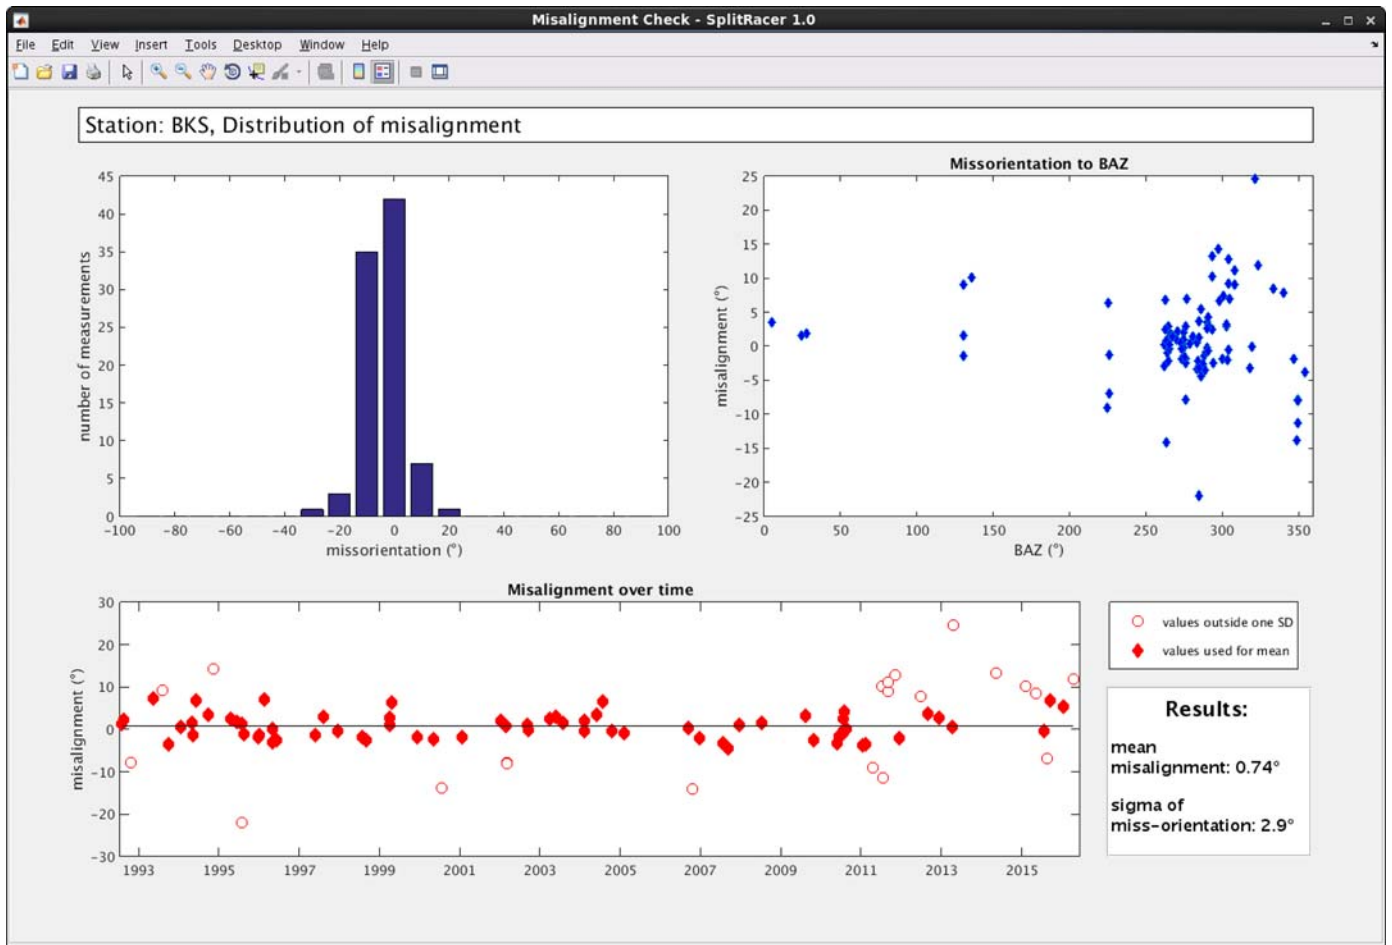 Misalignment Check - SplitRacer 1.0
File Edit View Insert Tools Desktop Window Help
Station: BKS, Distribution of misalignment
45
40
35
30
25
20
15
10
5
0
number of measurements
-100 -80 -60 -40 -20 0 20 40 60 80 100
missorientation (°)
Missorientation to BAZ
25
20
15
10
5
0
-5
-10
-15
-20
-25
misalignment (°)
0 50 100 150 200 250 300 350
BAZ (°)
Misalignment over time
30
20
10
0
-10
-20
-30
misalignment (°)
1993 1995 1997 1999 2001 2003 2005 2007 2009 2011 2013 2015
values outside one SD
values used for mean
Results:
mean
misalignment: 0.74°
sigma of
miss-orientation: 2.9°